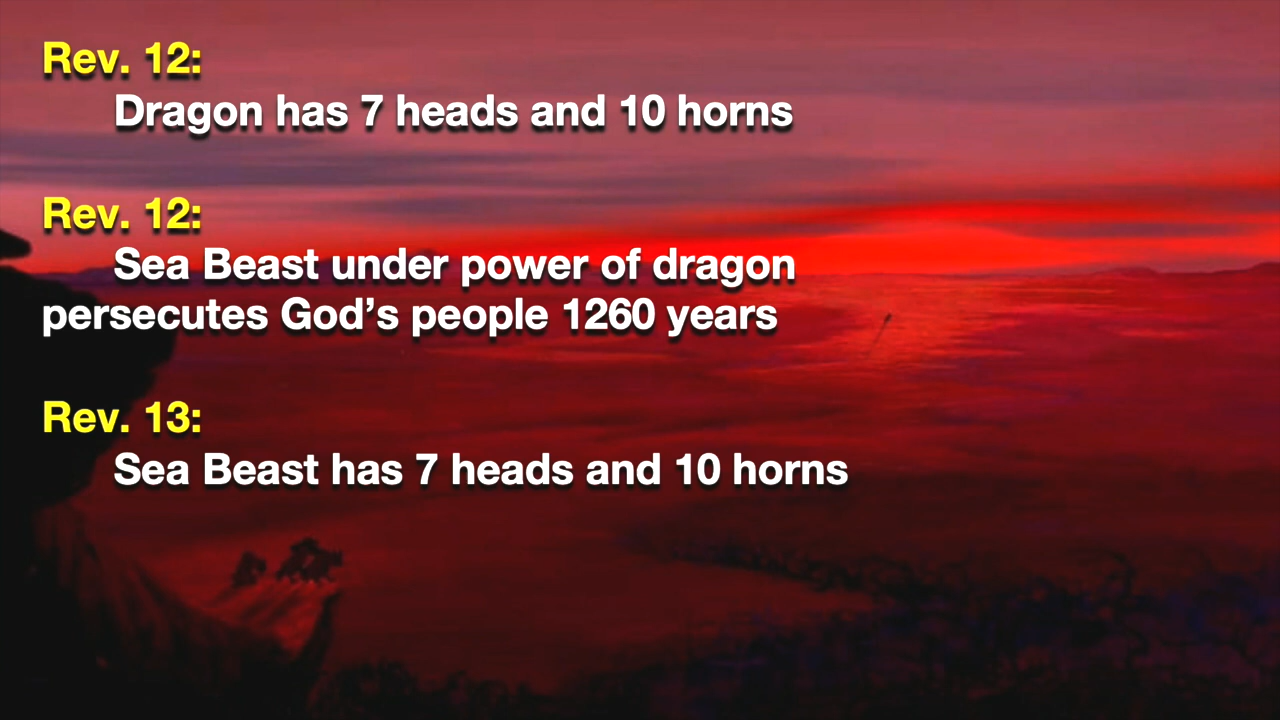 Rev. 12:
Dragon has 7 heads and 10 horns
Rev. 12:
Sea Beast under power of dragon
persecutes God’s people 1260 years
Rev. 13:
Sea Beast has 7 heads and 10 horns